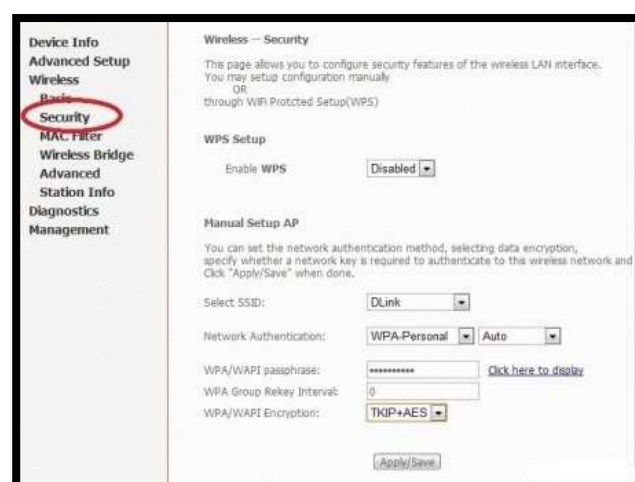 Device Info
Advanced Setup
Wireless
Basic
Security
MAC Filter
Wireless Bridge
Advanced
Station Info
Diagnostics
Management
Wireless -- Security
This page allows you to configure security features of the wireless LAN interface.
You may setup configuration manually
OR
through WiFi Protcted Setup(WPS)
WPS Setup
Enable WPS Disabled
Manual Setup AP
You can set the network authentication method, selecting data encryption,
specify whether a network key is required to authenticate to this wireless network and
Click "Apply/Save" when done.
Select SSID: DLink
Network Authentication: WPA-Personal Auto
WPA/WAPI passphrase: •••••••••• Click here to display
WPA Group Rekey Interval: 0
WPA/WAPI Encryption: TKIP+AES
Apply/Save